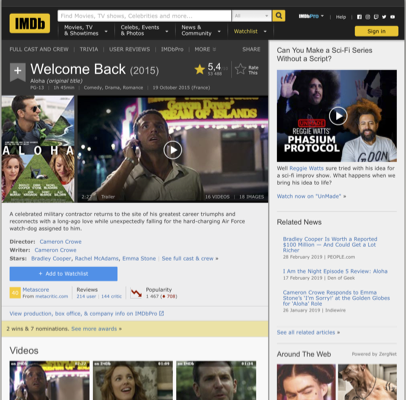 IMDb
Find Movies, TV shows, Celebrities and more...
All
IMDbPro
Help
Movies, TV
& Showtimes
Celebs, Events
& Photos
News &
Community
Watchlist
Sign in
FULL CAST AND CREW | TRIVIA | USER REVIEWS | IMDbPro | MORE
SHARE
Welcome Back (2015)
Aloha (original title)
PG-13 | 1h 45min | Comedy, Drama, Romance | 19 October 2015 (France)
5,4
Rate
This
ALOHA
DREAM OF ISLANDS
Trailer
16 VIDEOS
16 IMAGES
A celebrated military contractor returns to the site of his greatest career triumphs and
reconnects with a long-ago love while unexpectedly falling for the hard-charging Air Force
watch-dog assigned to him.
Director: Cameron Crowe
Writer: Cameron Crowe
Stars: Bradley Cooper, Rachel McAdams, Emma Stone | See full cast & crew »
+ Add to Watchlist
Metascore
From metacritic.com
Reviews
214 user | 144 critic
Popularity
View production, box office, & company info on IMDbPro
2 wins & 7 nominations. See more awards »
Videos
Can You Make a Sci-Fi Series
Without a Script?
REGGIE WATTS'
PHASIUM
PROTOCOL
Well Reggie Watts sure tried with his idea for
a sci-fi improv show. What happens when we
bring his idea to life?
Watch now on "UnMade" »
Related News
Bradley Cooper Is Worth a Reported
$100 Million — And Could Get a Lot
Richer
28 February 2019 | PEOPLE.com
I Am the Night Episode 5 Review: Aloha
17 February | Den of Geek
Cameron Crowe Responds to Emma
Stone's 'I'm Sorry!' at the Golden Globes
for 'Aloha' Role
26 January 2019 | Indiewire
See all related articles »
Around The Web
Powered by ZergNet